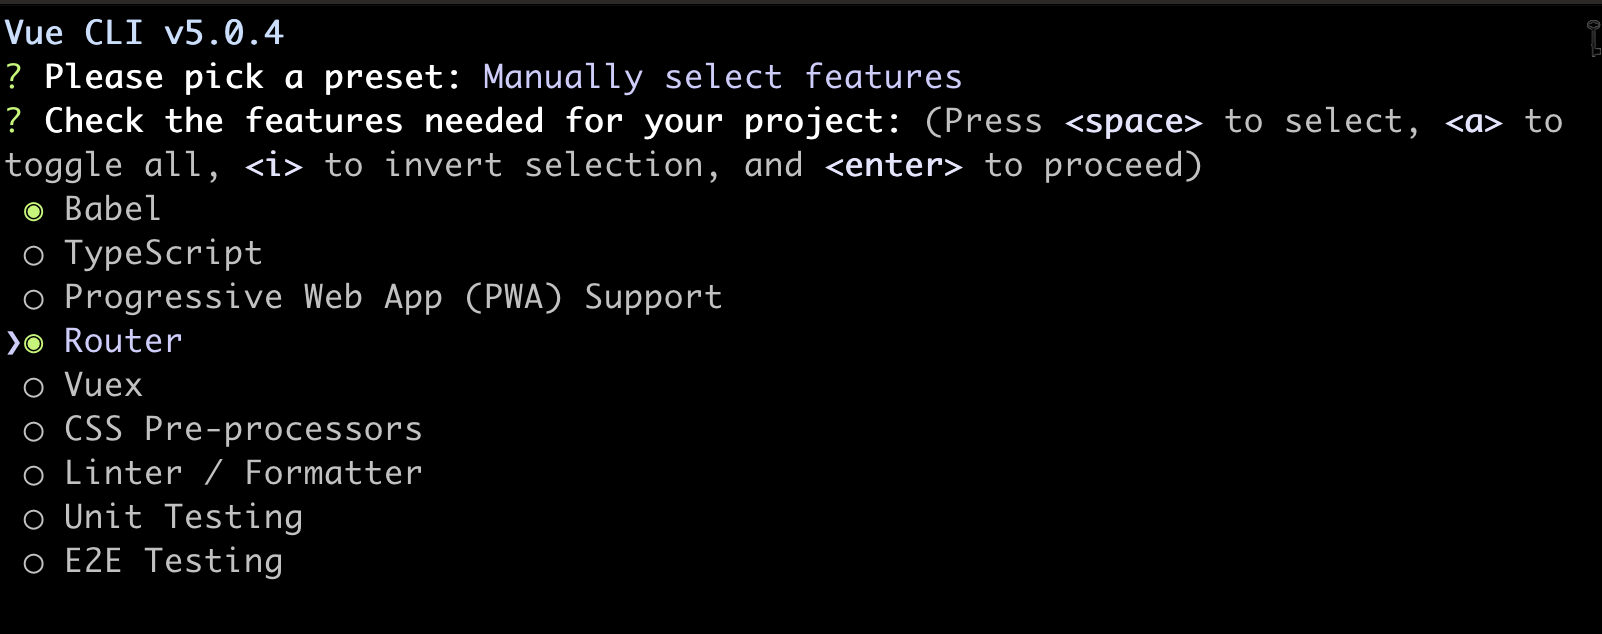 Vue CLI v5.0.4
? Please pick a preset: Manually select features
? Check the features needed for your project: (Press <space> to select, <a> to
toggle all, <i> to invert selection, and <enter> to proceed)
◉ Babel
◯ TypeScript
◯ Progressive Web App (PWA) Support
❯◉ Router
◯ Vuex
◯ CSS Pre-processors
◯ Linter / Formatter
◯ Unit Testing
◯ E2E Testing